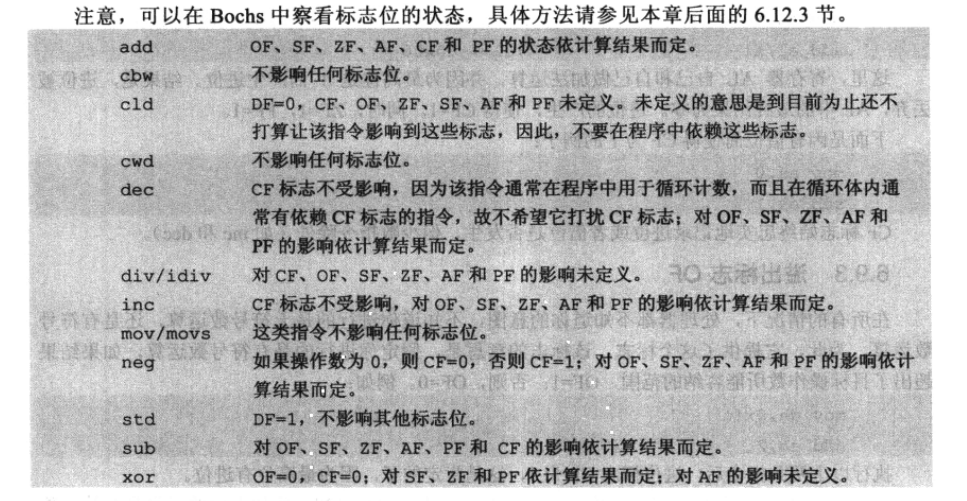 注意，可以在 Bochs 中察看标志位的状态，具体方法请参见本章后面的 6.12.3 节。
add OF、SF、ZF、AF、CF 和 PF 的状态依计算结果而定。
cbw 不影响任何标志位。
cld DF=0，CF、OF、ZF、SF、AF 和 PF 未定义。未定义的意思是到目前为止还不
打算让该指令影响到这些标志，因此，不要在程序中依赖这些标志。
cwd 不影响任何标志位。
dec CF 标志不受影响，因为该指令通常在程序中用于循环计数，而且在循环体内通
常有依赖 CF 标志的指令，故不希望它打扰 CF 标志；对 OF、SF、ZF、AF 和
PF 的影响依计算结果而定。
div/idiv 对 CF、OF、SF、ZF、AF 和 PF 的影响未定义。
inc CF 标志不受影响，对 OF、SF、ZF、AF 和 PF 的影响依计算结果而定。
mov/movs 这类指令不影响任何标志位。
neg 如果操作数为 0，则 CF=0，否则 CF=1；对 OF、SF、ZF、AF 和 PF 的影响依计
算结果而定。
std DF=1，不影响其他标志位。
sub 对 OF、SF、ZF、AF、PF 和 CF 的影响依计算结果而定。
xor OF=0，CF=0；对 SF、ZF 和 PF 依计算结果而定；对 AF 的影响未定义。